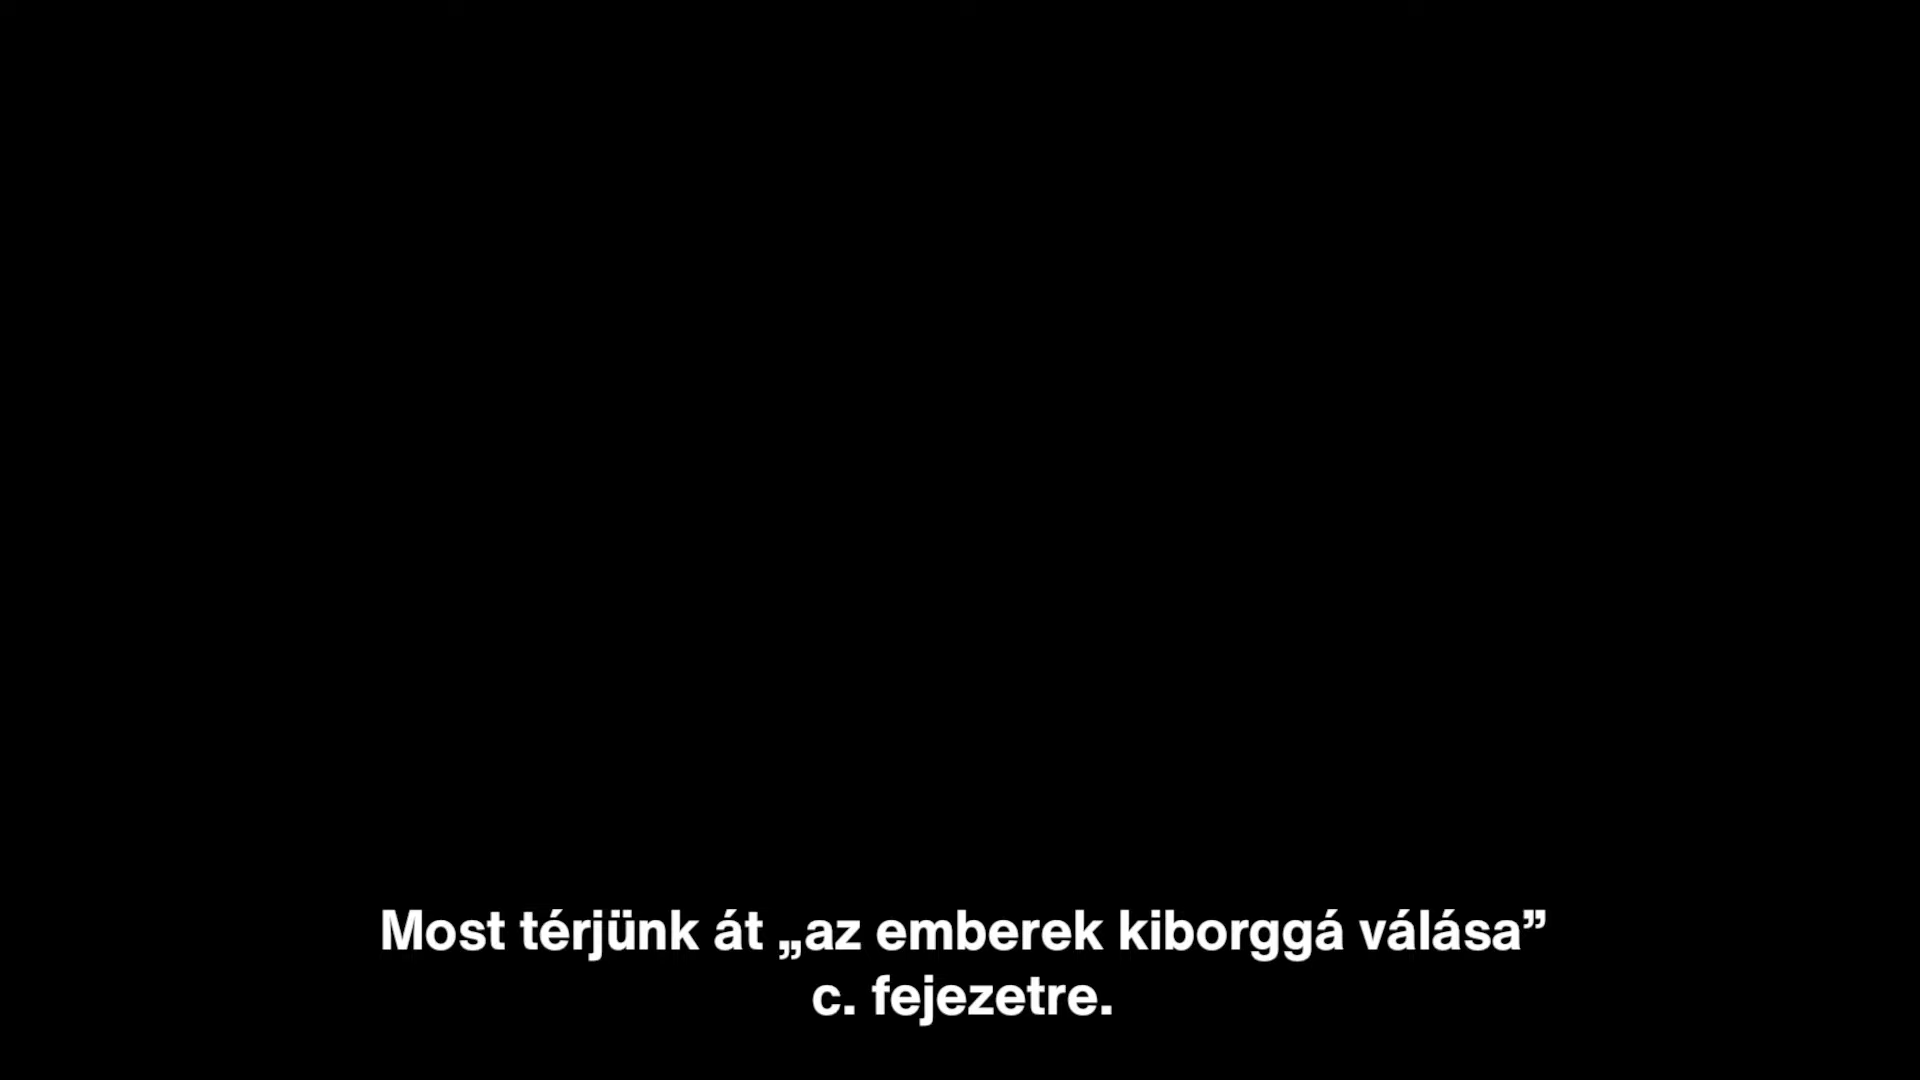 Most térjünk át „az emberek kiborggá válása”
c. fejezetre.